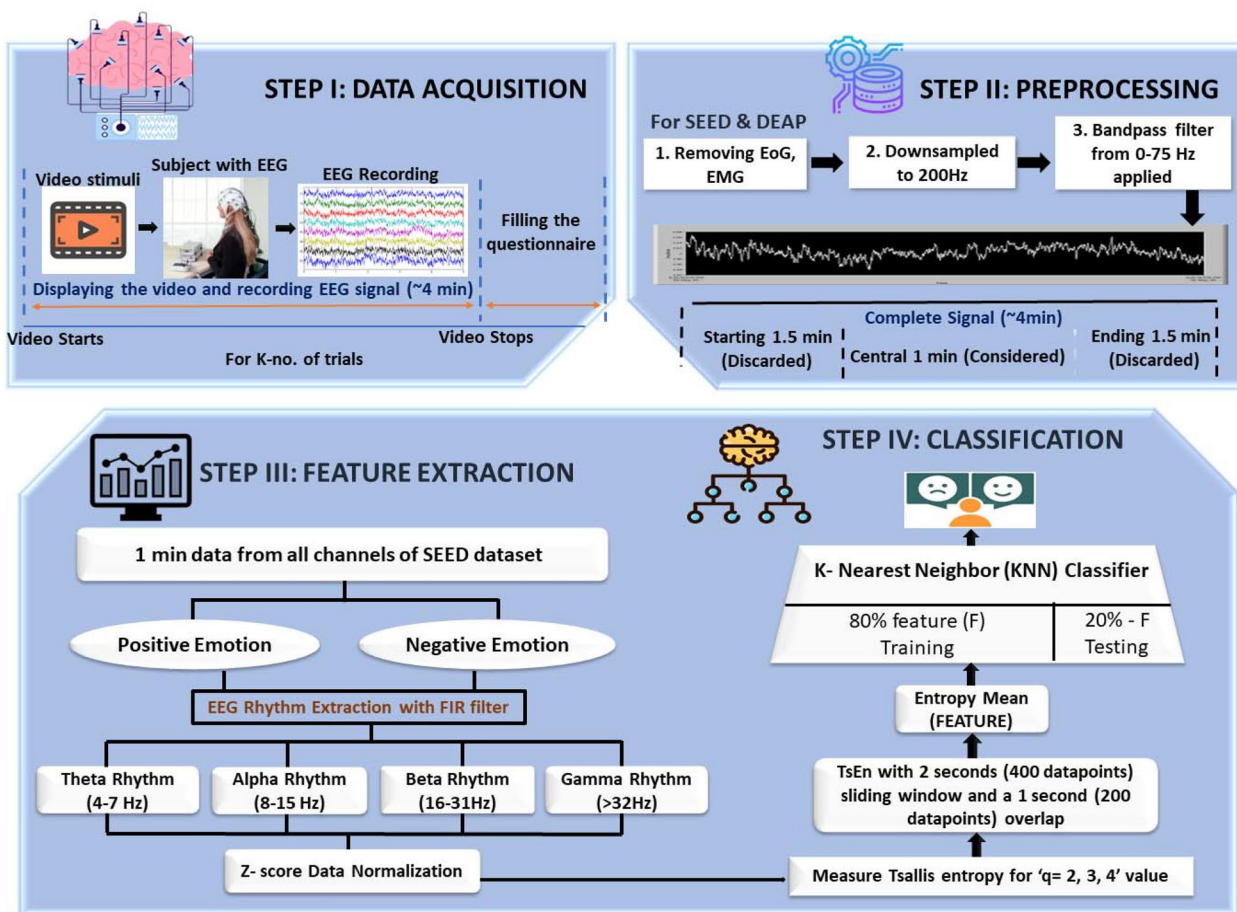 STEP I: DATA ACQUISITION
Video stimuli
Subject with EEG
EEG Recording
Filling the
questionnaire
Displaying the video and recording EEG signal (~4 min)
Video Starts
Video Stops
For K-no. of trials
STEP II: PREPROCESSING
For SEED & DEAP
1. Removing EoG,
EMG
2. Downsampled
to 200Hz
3. Bandpass filter
from 0-75 Hz
applied
Complete Signal (~4min)
Starting 1.5 min
(Discarded)
Central 1 min (Considered)
Ending 1.5 min
(Discarded)
STEP III: FEATURE EXTRACTION
1 min data from all channels of SEED dataset
Positive Emotion
Negative Emotion
EEG Rhythm Extraction with FIR filter
Theta Rhythm
(4-7 Hz)
Alpha Rhythm
(8-15 Hz)
Beta Rhythm
(16-31Hz)
Gamma Rhythm
(>32Hz)
Z- score Data Normalization
STEP IV: CLASSIFICATION
K- Nearest Neighbor (KNN) Classifier
80% feature (F)
Training
20% - F
Testing
Entropy Mean
(FEATURE)
TsEn with 2 seconds (400 datapoints)
sliding window and a 1 second (200
datapoints) overlap
Measure Tsallis entropy for ‘q= 2, 3, 4’ value